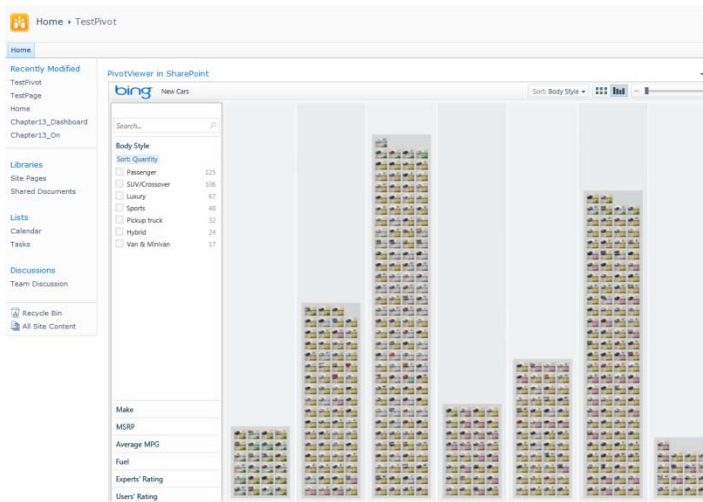 Home › TestPivot
Home
Recently Modified
TestPivot
TestPage
Home
Chapter13_Dashboard
Chapter13_On
Libraries
Site Pages
Shared Documents
Lists
Calendar
Tasks
Discussions
Team Discussion
Recycle Bin
All Site Content
PivotViewer in SharePoint
bing New Cars
Sort: Body Style
Search...
Body Style
Sort: Quantity
Passenger 125
SUV/Crossover 106
Luxury 67
Sports 46
Pickup truck 32
Hybrid 24
Van & Minivan 17
Make
MSRP
Average MPG
Fuel
Experts' Rating
Users' Rating